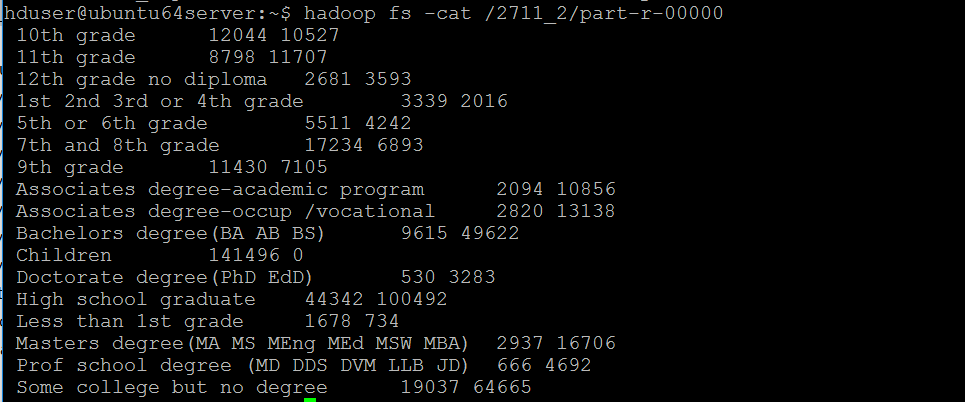 hduser@ubuntu64server:~$ hadoop fs -cat /2711_2/part-r-00000
10th grade 12044 10527
11th grade 8798 11707
12th grade no diploma 2681 3593
1st 2nd 3rd or 4th grade 3339 2016
5th or 6th grade 5511 4242
7th and 8th grade 17234 6893
9th grade 11430 7105
Associates degree-academic program 2094 10856
Associates degree-occup /vocational 2820 13138
Bachelors degree(BA AB BS) 9615 49622
Children 141496 0
Doctorate degree(PhD EdD) 530 3283
High school graduate 44342 100492
Less than 1st grade 1678 734
Masters degree(MA MS MEng MEd MSW MBA) 2937 16706
Prof school degree (MD DDS DVM LLB JD) 666 4692
Some college but no degree 19037 64665